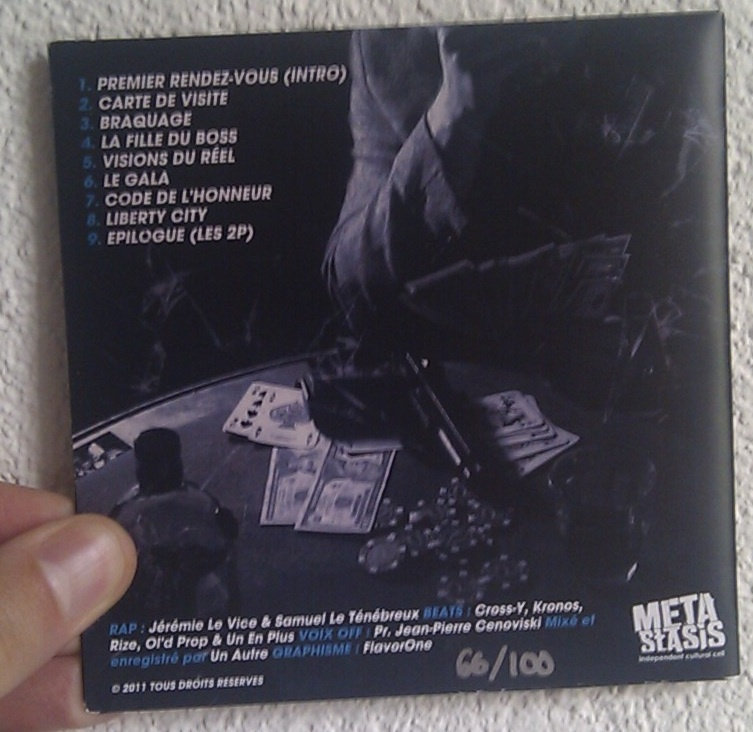 1. PREMIER RENDEZ-VOUS (INTRO)
2. CARTE DE VISITE
3. BRAQUAGE
4. LA FILLE DU BOSS
5. VISIONS DU RÉEL
6. LE GALA
7. CODE DE L'HONNEUR
8. LIBERTY CITY
9. EPILOGUE (LES 2P)
RAP : Jérémie Le Vice & Samuel Le Ténébreux BEATS : Cross-Y, Kronos,
Rize, Ol'd Prop & Un En Plus VOIX OFF : Pr. Jean-Pierre Cenoviski Mixé et
enregistré par Un Autre GRAPHISME : FlavorOne
66/100
© 2011 TOUS DROITS RESERVES
META
STASIS
independent cultural cell